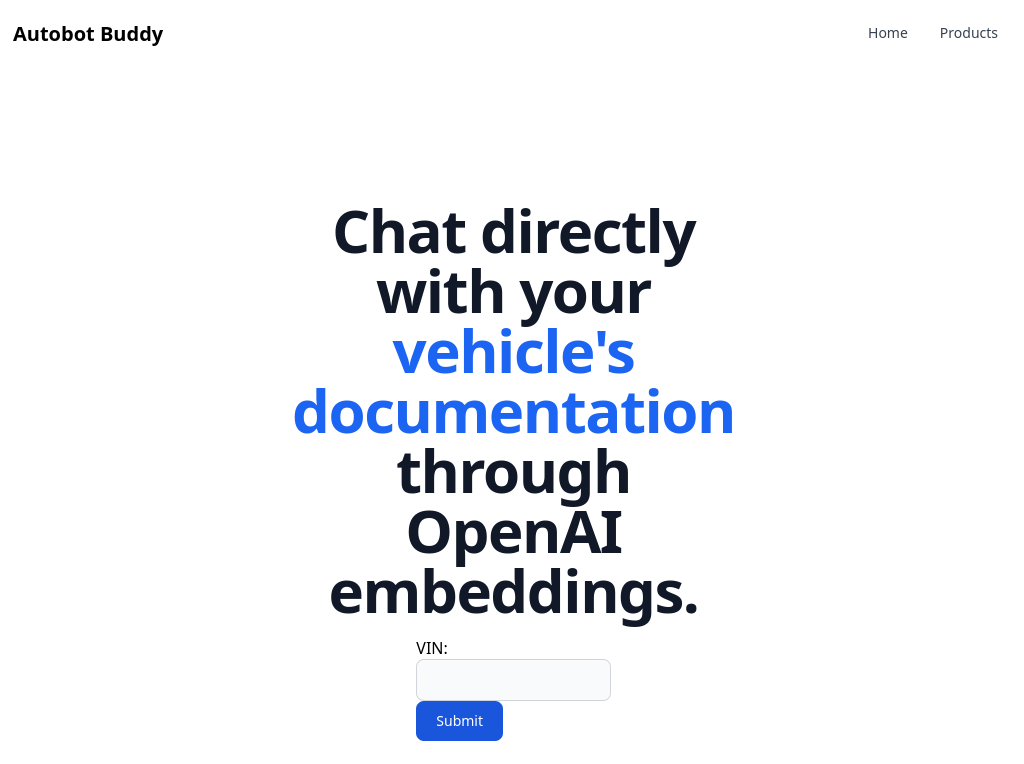 Autobot Buddy
Home Products
Chat directly
with your
vehicle's
documentation
through
OpenAI
embeddings.
VIN:
Submit